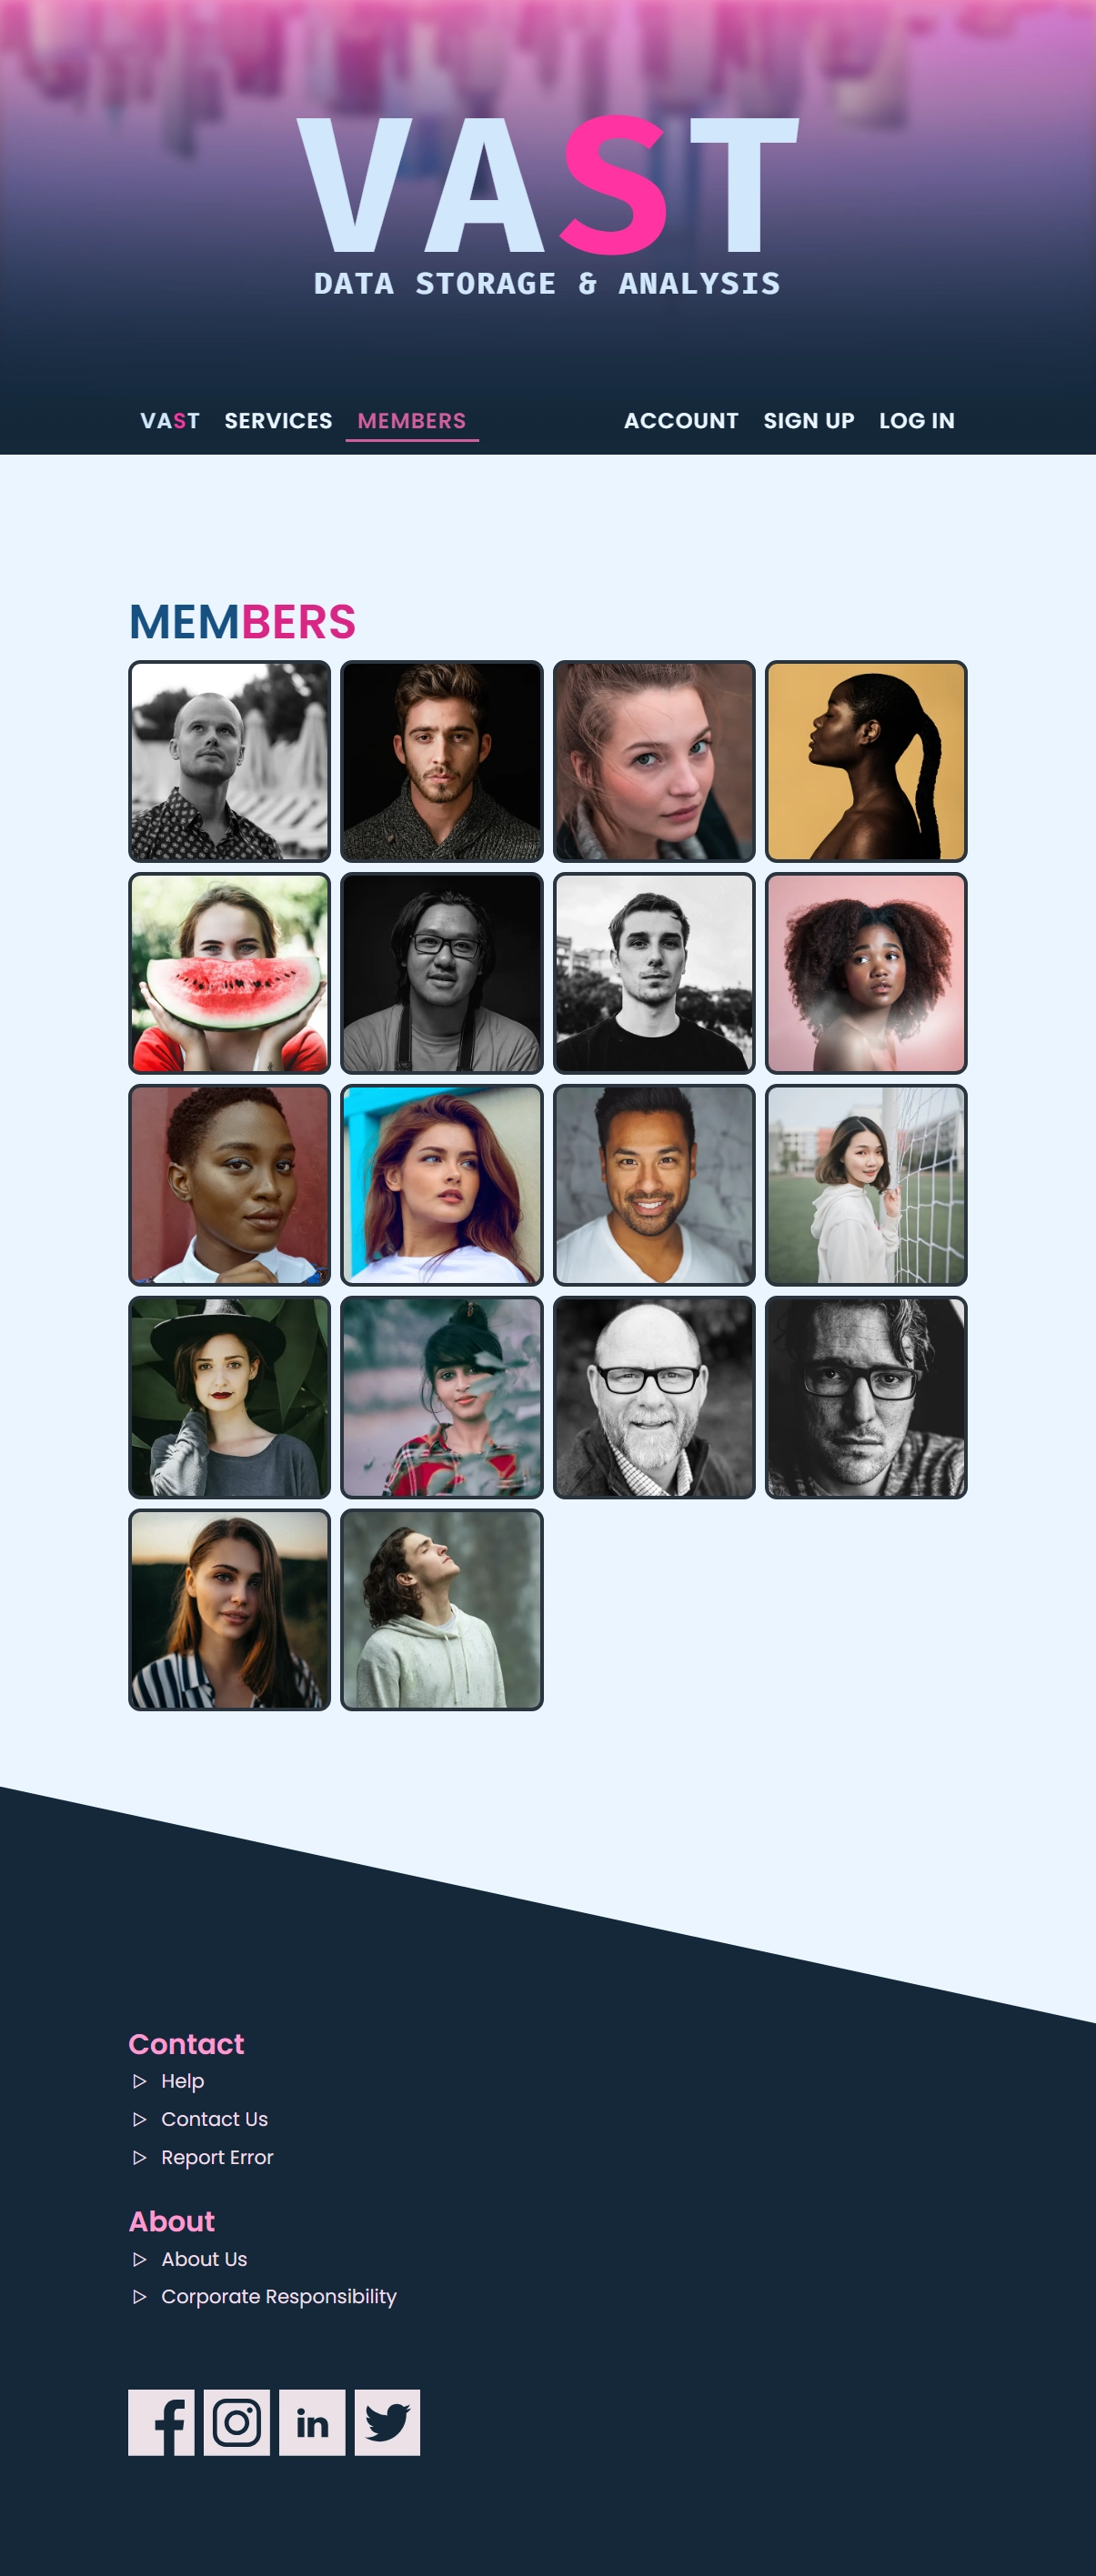 VAST
DATA STORAGE & ANALYSIS
VAST SERVICES MEMBERS ACCOUNT SIGN UP LOG IN
MEMBERS
Contact
Help
Contact Us
Report Error
About
About Us
Corporate Responsibility